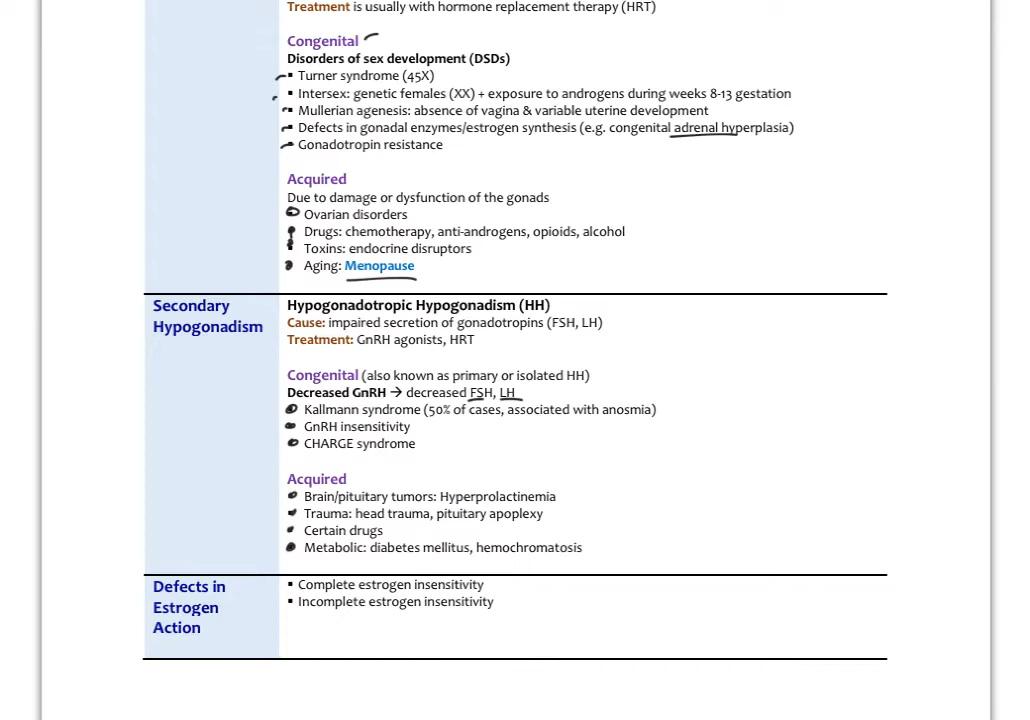 Treatment is usually with hormone replacement therapy (HRT)
Congenital
Disorders of sex development (DSDs)
▪ Turner syndrome (45X)
▪ Intersex: genetic females (XX) + exposure to androgens during weeks 8-13 gestation
▪ Mullerian agenesis: absence of vagina & variable uterine development
▪ Defects in gonadal enzymes/estrogen synthesis (e.g. congenital adrenal hyperplasia)
▪ Gonadotropin resistance
Acquired
Due to damage or dysfunction of the gonads
▪ Ovarian disorders
▪ Drugs: chemotherapy, anti-androgens, opioids, alcohol
▪ Toxins: endocrine disruptors
▪ Aging: Menopause
Secondary
Hypogonadism
Hypogonadotropic Hypogonadism (HH)
Cause: impaired secretion of gonadotropins (FSH, LH)
Treatment: GnRH agonists, HRT
Congenital (also known as primary or isolated HH)
Decreased GnRH → decreased FSH, LH
▪ Kallmann syndrome (50% of cases, associated with anosmia)
▪ GnRH insensitivity
▪ CHARGE syndrome
Acquired
▪ Brain/pituitary tumors: Hyperprolactinemia
▪ Trauma: head trauma, pituitary apoplexy
▪ Certain drugs
▪ Metabolic: diabetes mellitus, hemochromatosis
Defects in
Estrogen
Action
▪ Complete estrogen insensitivity
▪ Incomplete estrogen insensitivity